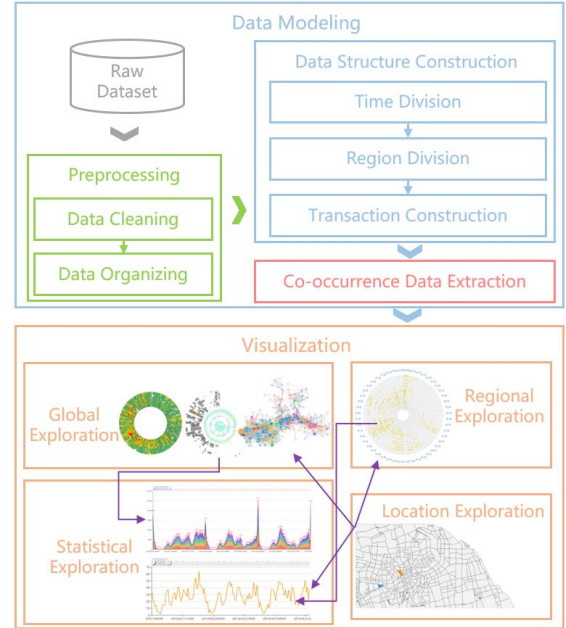 Data Modeling
Raw
Dataset
Preprocessing
Data Cleaning
Data Organizing
Data Structure Construction
Time Division
Region Division
Transaction Construction
Co-occurrence Data Extraction
Visualization
Global
Exploration
Regional
Exploration
Statistical
Exploration
Location Exploration